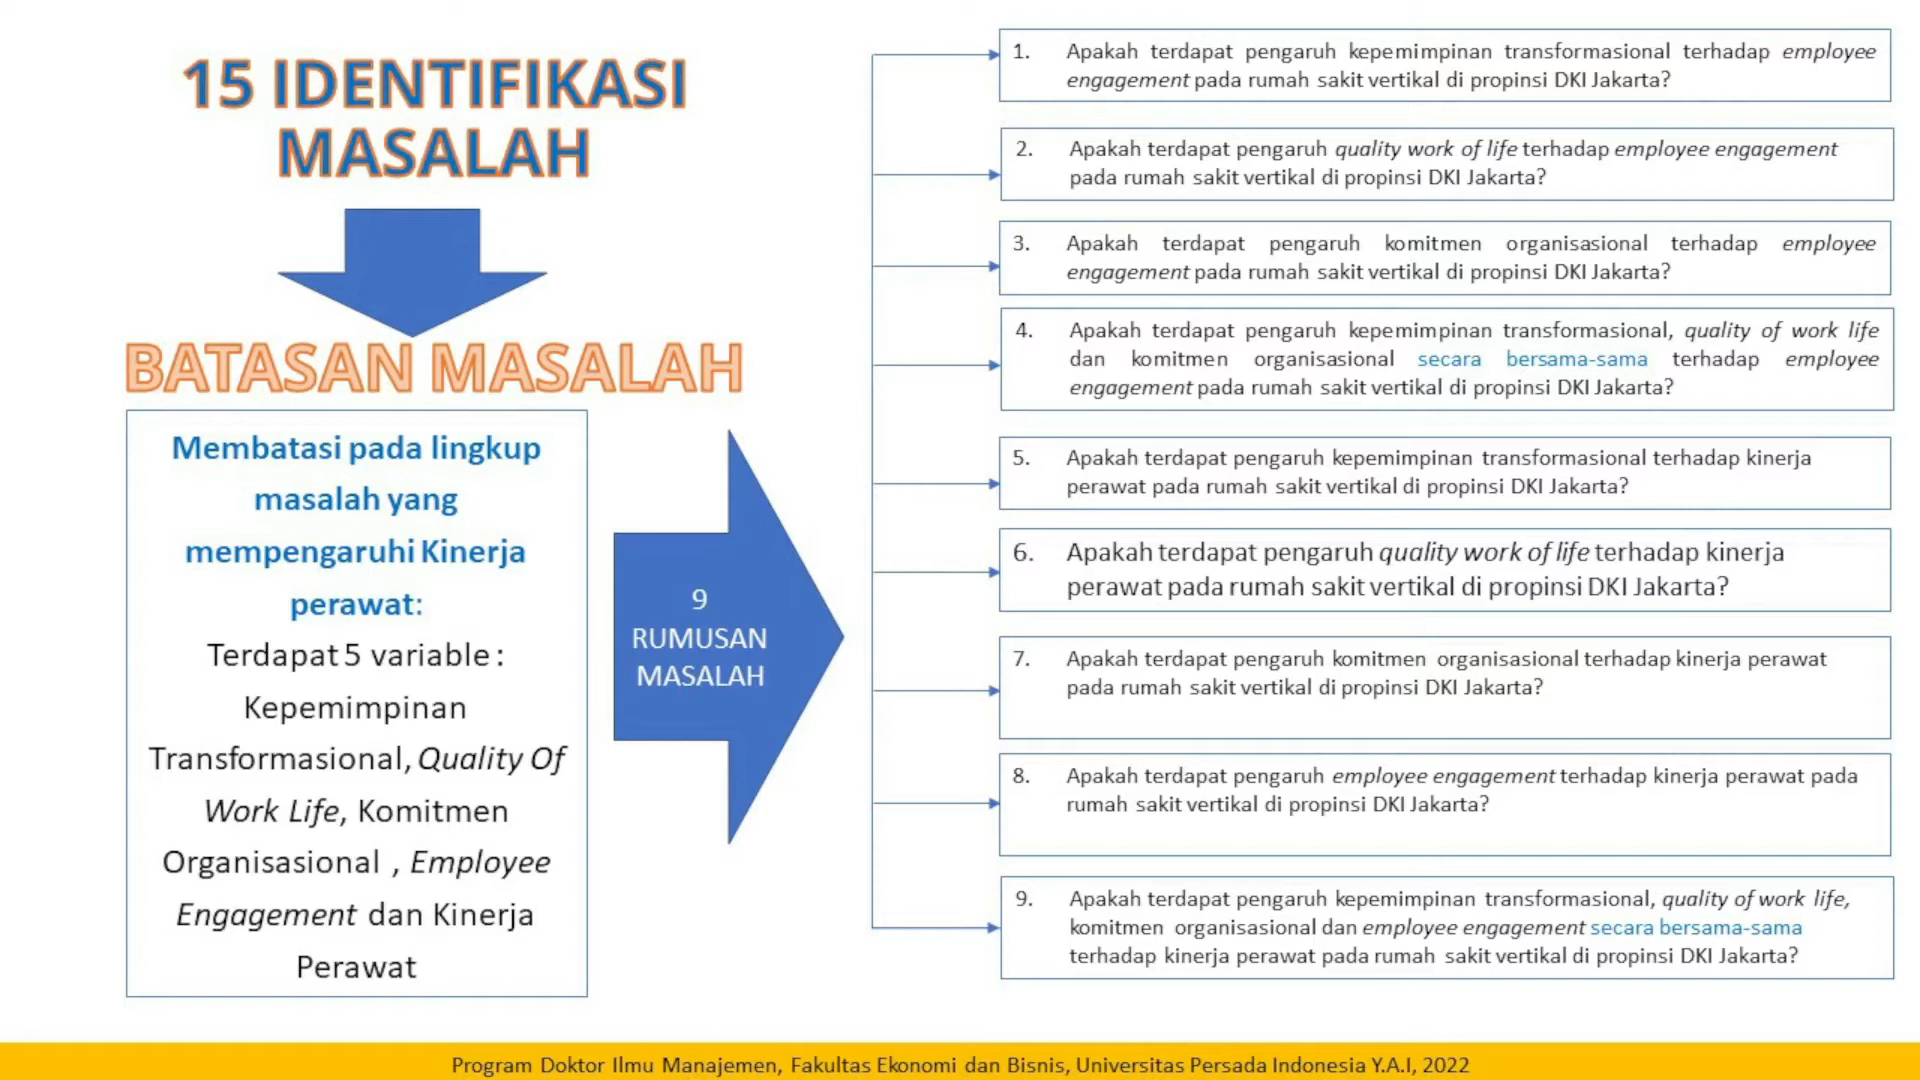 15 IDENTIFIKASI
MASALAH
BATASAN MASALAH
Membatasi pada lingkup
masalah yang
mempengaruhi Kinerja
perawat:
Terdapat 5 variable :
Kepemimpinan
Transformasional, Quality Of
Work Life, Komitmen
Organisasional , Employee
Engagement dan Kinerja
Perawat
9
RUMUSAN
MASALAH
1. Apakah terdapat pengaruh kepemimpinan transformasional terhadap employee
engagement pada rumah sakit vertikal di propinsi DKI Jakarta?
2. Apakah terdapat pengaruh quality work of life terhadap employee engagement
pada rumah sakit vertikal di propinsi DKI Jakarta?
3. Apakah terdapat pengaruh komitmen organisasional terhadap employee
engagement pada rumah sakit vertikal di propinsi DKI Jakarta?
4. Apakah terdapat pengaruh kepemimpinan transformasional, quality of work life
dan komitmen organisasional secara bersama-sama terhadap employee
engagement pada rumah sakit vertikal di propinsi DKI Jakarta?
5. Apakah terdapat pengaruh kepemimpinan transformasional terhadap kinerja
perawat pada rumah sakit vertikal di propinsi DKI Jakarta?
6. Apakah terdapat pengaruh quality work of life terhadap kinerja
perawat pada rumah sakit vertikal di propinsi DKI Jakarta?
7. Apakah terdapat pengaruh komitmen organisasional terhadap kinerja perawat
pada rumah sakit vertikal di propinsi DKI Jakarta?
8. Apakah terdapat pengaruh employee engagement terhadap kinerja perawat pada
rumah sakit vertikal di propinsi DKI Jakarta?
9. Apakah terdapat pengaruh kepemimpinan transformasional, quality of work life,
komitmen organisasional dan employee engagement secara bersama-sama
terhadap kinerja perawat pada rumah sakit vertikal di propinsi DKI Jakarta?
Program Doktor Ilmu Manajemen, Fakultas Ekonomi dan Bisnis, Universitas Persada Indonesia Y.A.I, 2022